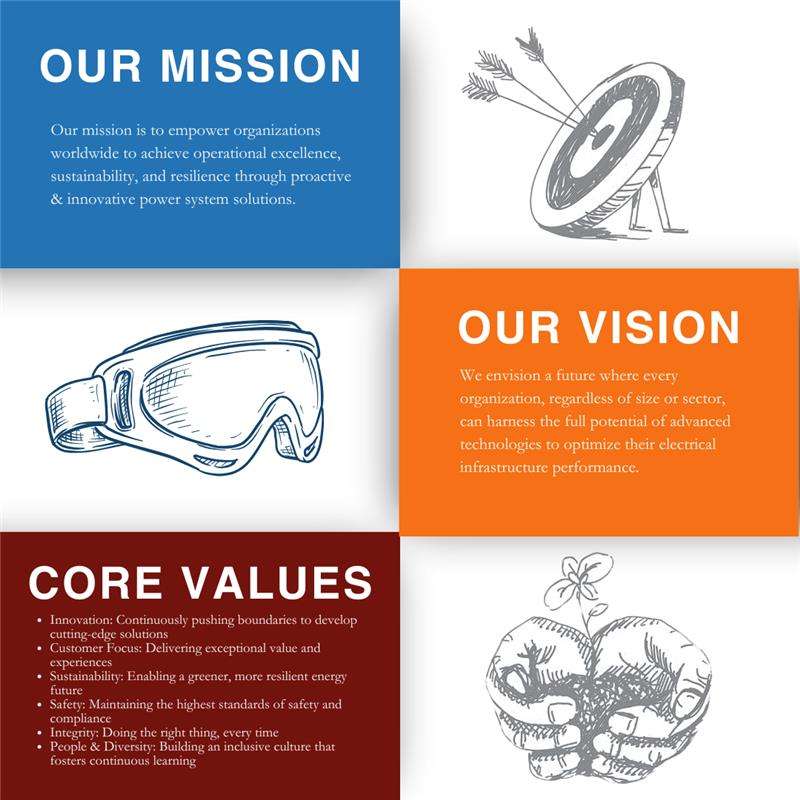 OUR MISSION
Our mission is to empower organizations
worldwide to achieve operational excellence,
sustainability, and resilience through proactive
& innovative power system solutions.
OUR VISION
We envision a future where every
organization, regardless of size or sector,
can harness the full potential of advanced
technologies to optimize their electrical
infrastructure performance.
CORE VALUES
• Innovation: Continuously pushing boundaries to develop
cutting-edge solutions
• Customer Focus: Delivering exceptional value and
experiences
• Sustainability: Enabling a greener, more resilient energy
future
• Safety: Maintaining the highest standards of safety and
compliance
• Integrity: Doing the right thing, every time
• People & Diversity: Building an inclusive culture that
fosters continuous learning